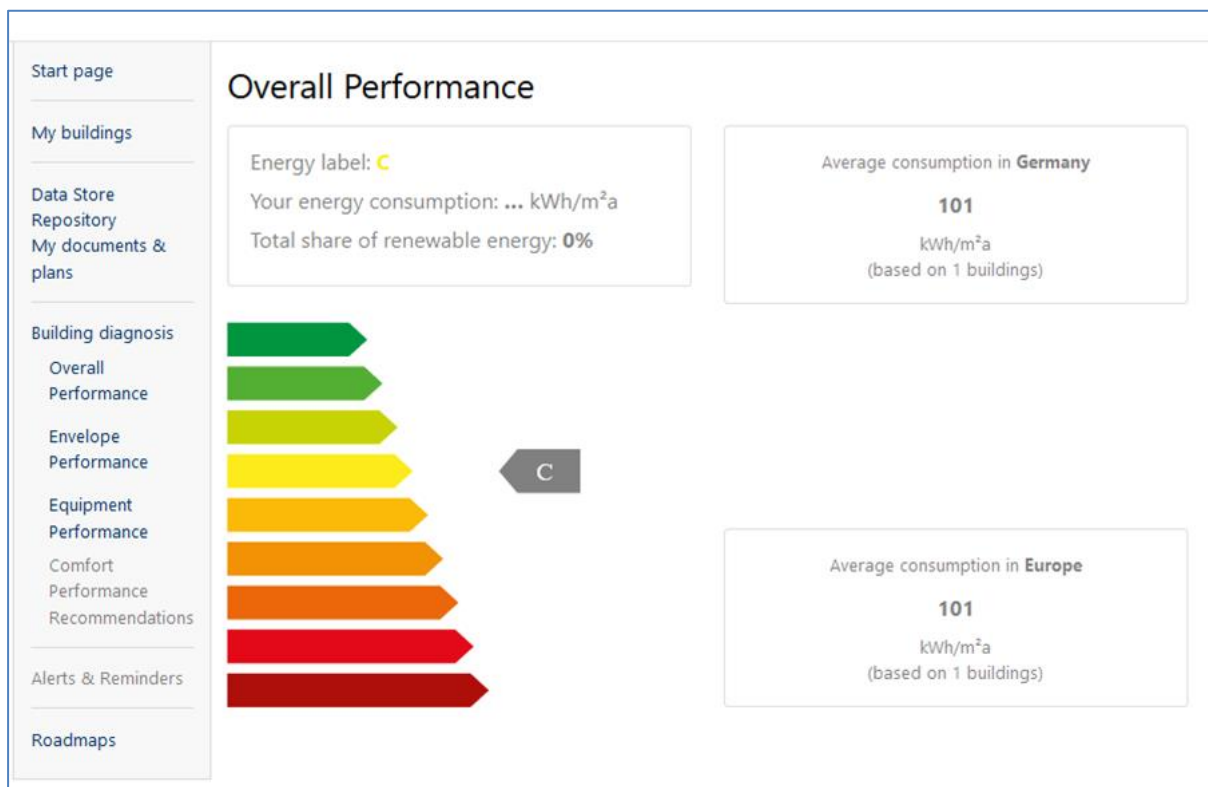 Start page
My buildings
Data Store
Repository
My documents &
plans
Building diagnosis
Overall
Performance
Envelope
Performance
Equipment
Performance
Comfort
Performance
Recommendations
Alerts & Reminders
Roadmaps
Overall Performance
Energy label: C
Your energy consumption: ... kWh/m²a
Total share of renewable energy: 0%
Average consumption in Germany
101
kWh/m²a
(based on 1 buildings)
C
Average consumption in Europe
101
kWh/m²a
(based on 1 buildings)